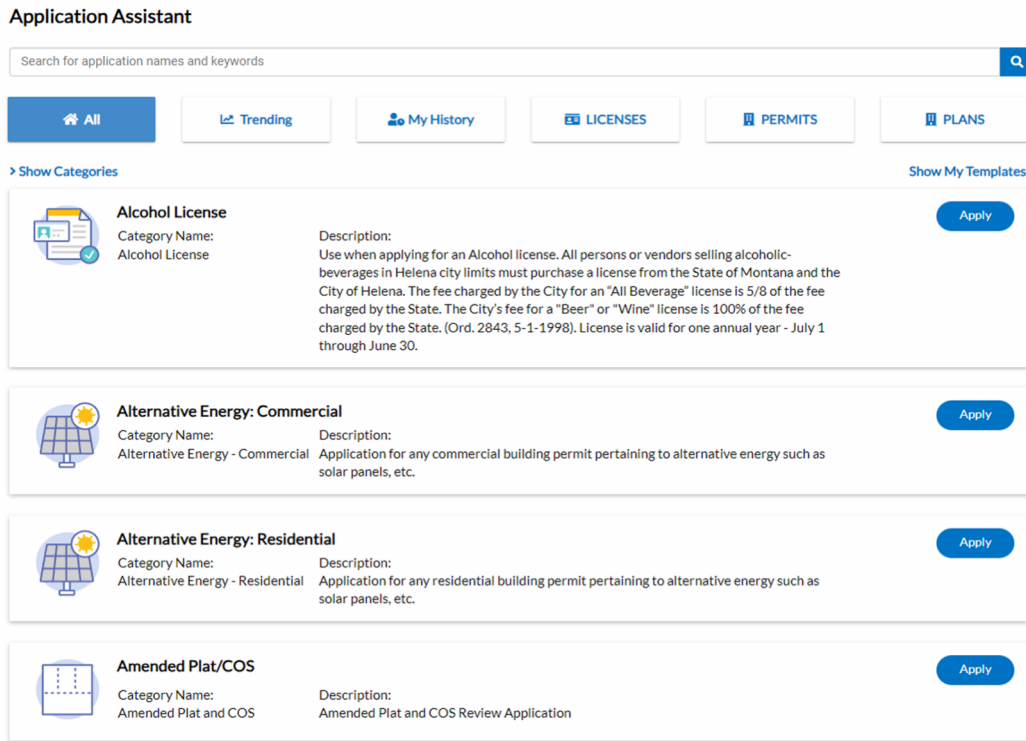 Application Assistant
Search for application names and keywords
All
Trending
My History
LICENSES
PERMITS
PLANS
Show Categories
Show My Templates
Alcohol License
Apply
Category Name:
Alcohol License
Description:
Use when applying for an Alcohol license. All persons or vendors selling alcoholic-
beverages in Helena city limits must purchase a license from the State of Montana and the
City of Helena. The fee charged by the City for an “All Beverage” license is 5/8 of the fee
charged by the State. The City’s fee for a "Beer" or "Wine" license is 100% of the fee
charged by the State. (Ord. 2843, 5-1-1998). License is valid for one annual year - July 1
through June 30.
Alternative Energy: Commercial
Apply
Category Name:
Alternative Energy - Commercial
Description:
Application for any commercial building permit pertaining to alternative energy such as
solar panels, etc.
Alternative Energy: Residential
Apply
Category Name:
Alternative Energy - Residential
Description:
Application for any residential building permit pertaining to alternative energy such as
solar panels, etc.
Amended Plat/COS
Apply
Category Name:
Amended Plat and COS
Description:
Amended Plat and COS Review Application